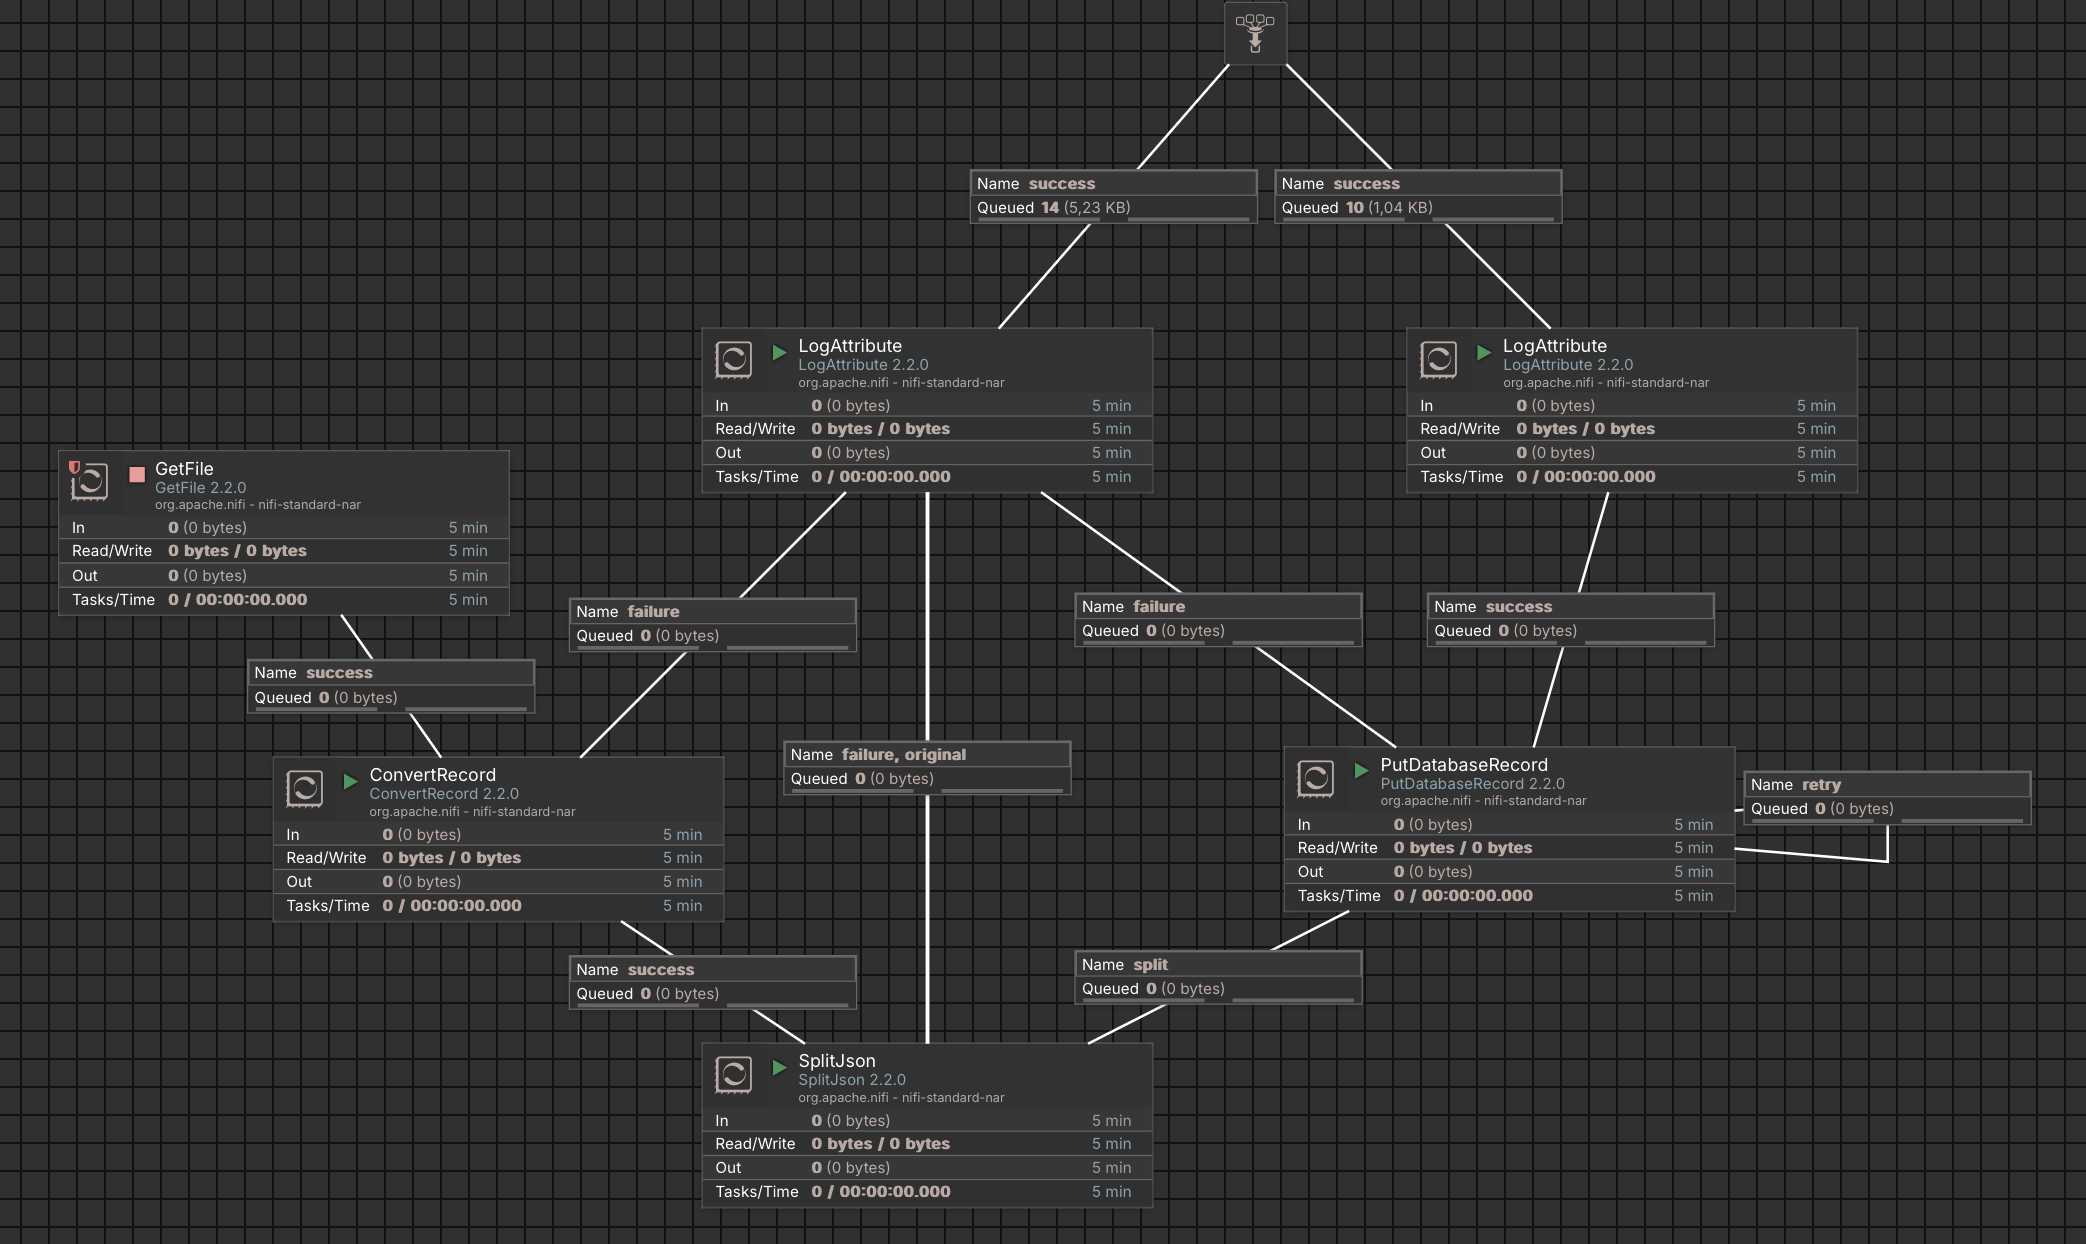 Name success
Queued 14 (5,23 KB)
Name success
Queued 10 (1,04 KB)
LogAttribute
LogAttribute 2.2.0
org.apache.nifi - nifi-standard-nar
In 0 (0 bytes) 5 min
Read/Write 0 bytes / 0 bytes 5 min
Out 0 (0 bytes) 5 min
Tasks/Time 0 / 00:00:00.000 5 min
LogAttribute
LogAttribute 2.2.0
org.apache.nifi - nifi-standard-nar
In 0 (0 bytes) 5 min
Read/Write 0 bytes / 0 bytes 5 min
Out 0 (0 bytes) 5 min
Tasks/Time 0 / 00:00:00.000 5 min
GetFile
GetFile 2.2.0
org.apache.nifi - nifi-standard-nar
In 0 (0 bytes) 5 min
Read/Write 0 bytes / 0 bytes 5 min
Out 0 (0 bytes) 5 min
Tasks/Time 0 / 00:00:00.000 5 min
Name failure
Queued 0 (0 bytes)
Name failure
Queued 0 (0 bytes)
Name success
Queued 0 (0 bytes)
Name success
Queued 0 (0 bytes)
Name failure, original
Queued 0 (0 bytes)
ConvertRecord
ConvertRecord 2.2.0
org.apache.nifi - nifi-standard-nar
In 0 (0 bytes) 5 min
Read/Write 0 bytes / 0 bytes 5 min
Out 0 (0 bytes) 5 min
Tasks/Time 0 / 00:00:00.000 5 min
PutDatabaseRecord
PutDatabaseRecord 2.2.0
org.apache.nifi - nifi-standard-nar
In 0 (0 bytes) 5 min
Read/Write 0 bytes / 0 bytes 5 min
Out 0 (0 bytes) 5 min
Tasks/Time 0 / 00:00:00.000 5 min
Name retry
Queued 0 (0 bytes)
Name success
Queued 0 (0 bytes)
Name split
Queued 0 (0 bytes)
SplitJson
SplitJson 2.2.0
org.apache.nifi - nifi-standard-nar
In 0 (0 bytes) 5 min
Read/Write 0 bytes / 0 bytes 5 min
Out 0 (0 bytes) 5 min
Tasks/Time 0 / 00:00:00.000 5 min